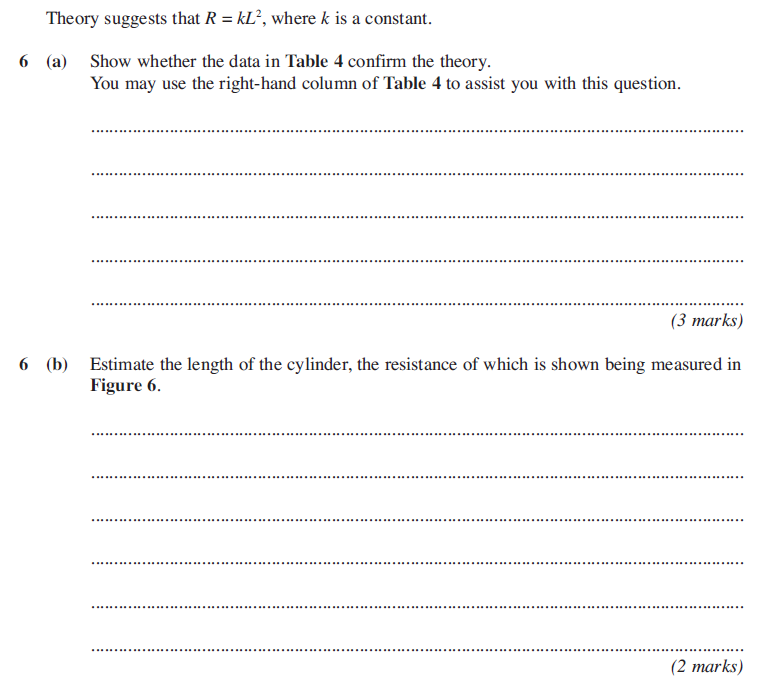 Theory suggests that R = kL², where k is a constant.
6 (a) Show whether the data in Table 4 confirm the theory.
You may use the right-hand column of Table 4 to assist you with this question.
(3 marks)
6 (b) Estimate the length of the cylinder, the resistance of which is shown being measured in
Figure 6.
(2 marks)